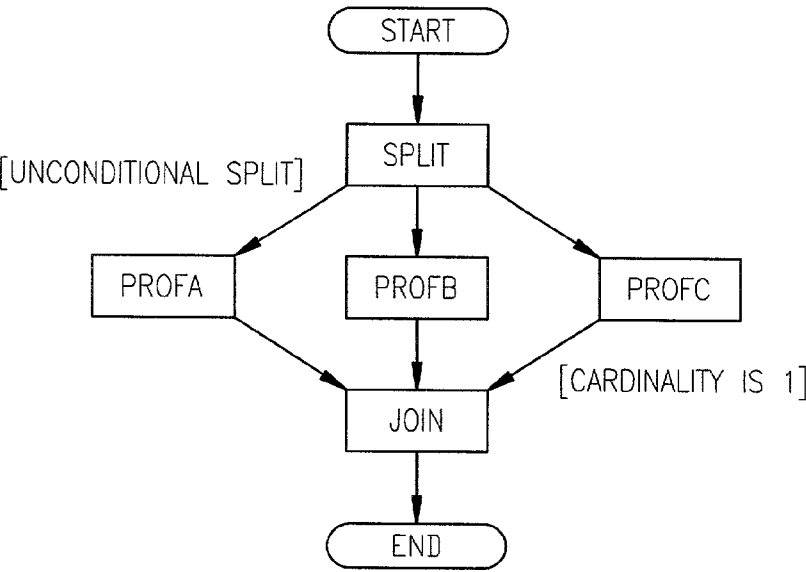 START
SPLIT
[UNCONDITIONAL SPLIT]
PROFA
PROFB
PROFC
[CARDINALITY IS 1]
JOIN
END